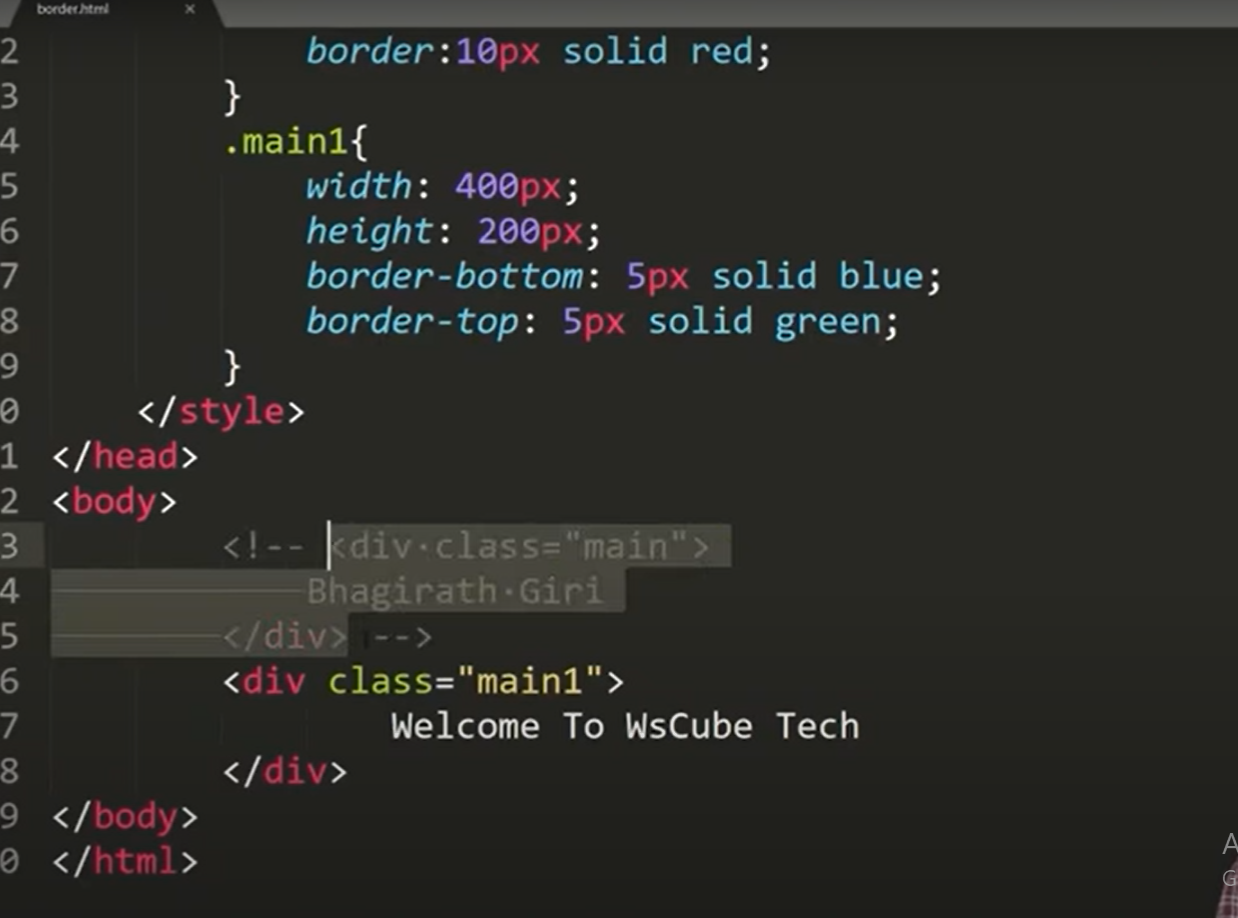 border.html ×
2 border:10px solid red;
3 }
4 .main1{
5 width: 400px;
6 height: 200px;
7 border-bottom: 5px solid blue;
8 border-top: 5px solid green;
9 }
0 </style>
1 </head>
2 <body>
3 <!-- <div class="main">
4 Bhagirath Giri
5 </div> -->
6 <div class="main1">
7 Welcome To WsCube Tech
8 </div>
9 </body>
0 </html>
A
G